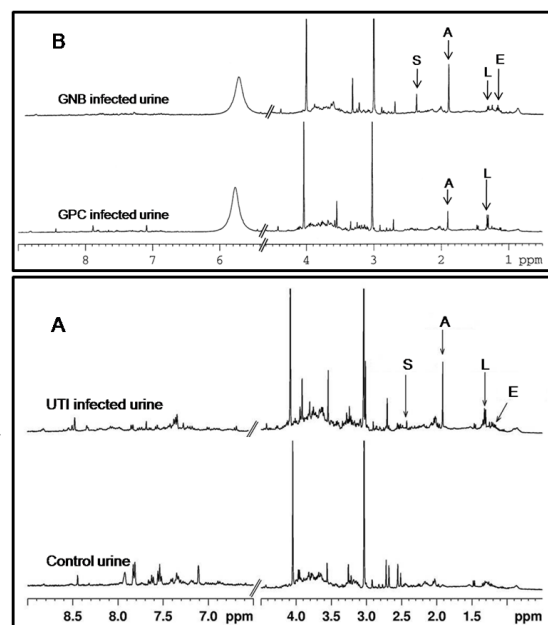 B
A
S
L
E
GNB infected urine
A
L
GPC infected urine
8 7 6 4 3 2 1 ppm
A
A
S
L
E
UTI infected urine
Control urine
8.5 8.0 7.5 7.0 ppm 4.0 3.5 3.0 2.5 2.0 1.5 ppm